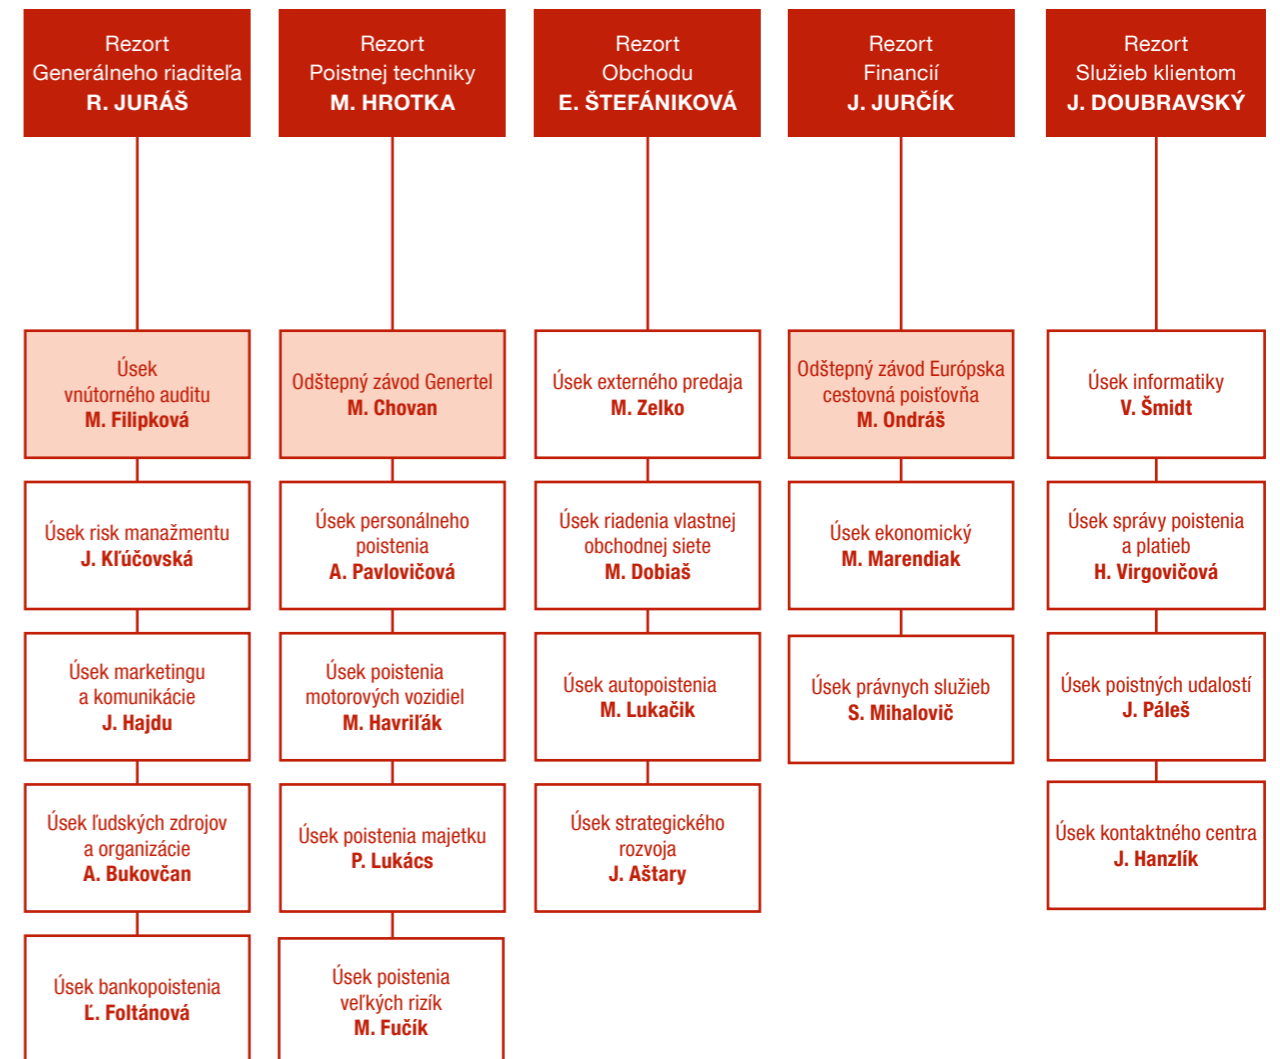 Rezort
Generálneho riaditeľa
R. JURÁŠ
Rezort
Poistnej techniky
M. HROTKA
Rezort
Obchodu
E. ŠTEFÁNIKOVÁ
Rezort
Financií
J. JURČÍK
Rezort
Služieb klientom
J. DOUBRAVSKÝ
Úsek
vnútorného auditu
M. Filipková
Odštepný závod Genertel
M. Chovan
Úsek externého predaja
M. Zelko
Odštepný závod Európska
cestovná poisťovňa
M. Ondráš
Úsek informatiky
V. Šmidt
Úsek risk manažmentu
J. Kľúčovská
Úsek personálneho
poistenia
A. Pavlovičová
Úsek riadenia vlastnej
obchodnej siete
M. Dobiaš
Úsek ekonomický
M. Marendiak
Úsek správy poistenia
a platieb
H. Virgovičová
Úsek marketingu
a komunikácie
J. Hajdu
Úsek poistenia
motorových vozidiel
M. Havriľák
Úsek autopoistenia
M. Lukačik
Úsek právnych služieb
S. Mihalovič
Úsek poistných udalostí
J. Páleš
Úsek ľudských zdrojov
a organizácie
A. Bukovčan
Úsek poistenia majetku
P. Lukács
Úsek strategického
rozvoja
J. Aštary
Úsek kontaktného centra
J. Hanzlík
Úsek bankopoistenia
Ľ. Foltánová
Úsek poistenia
veľkých rizík
M. Fučík